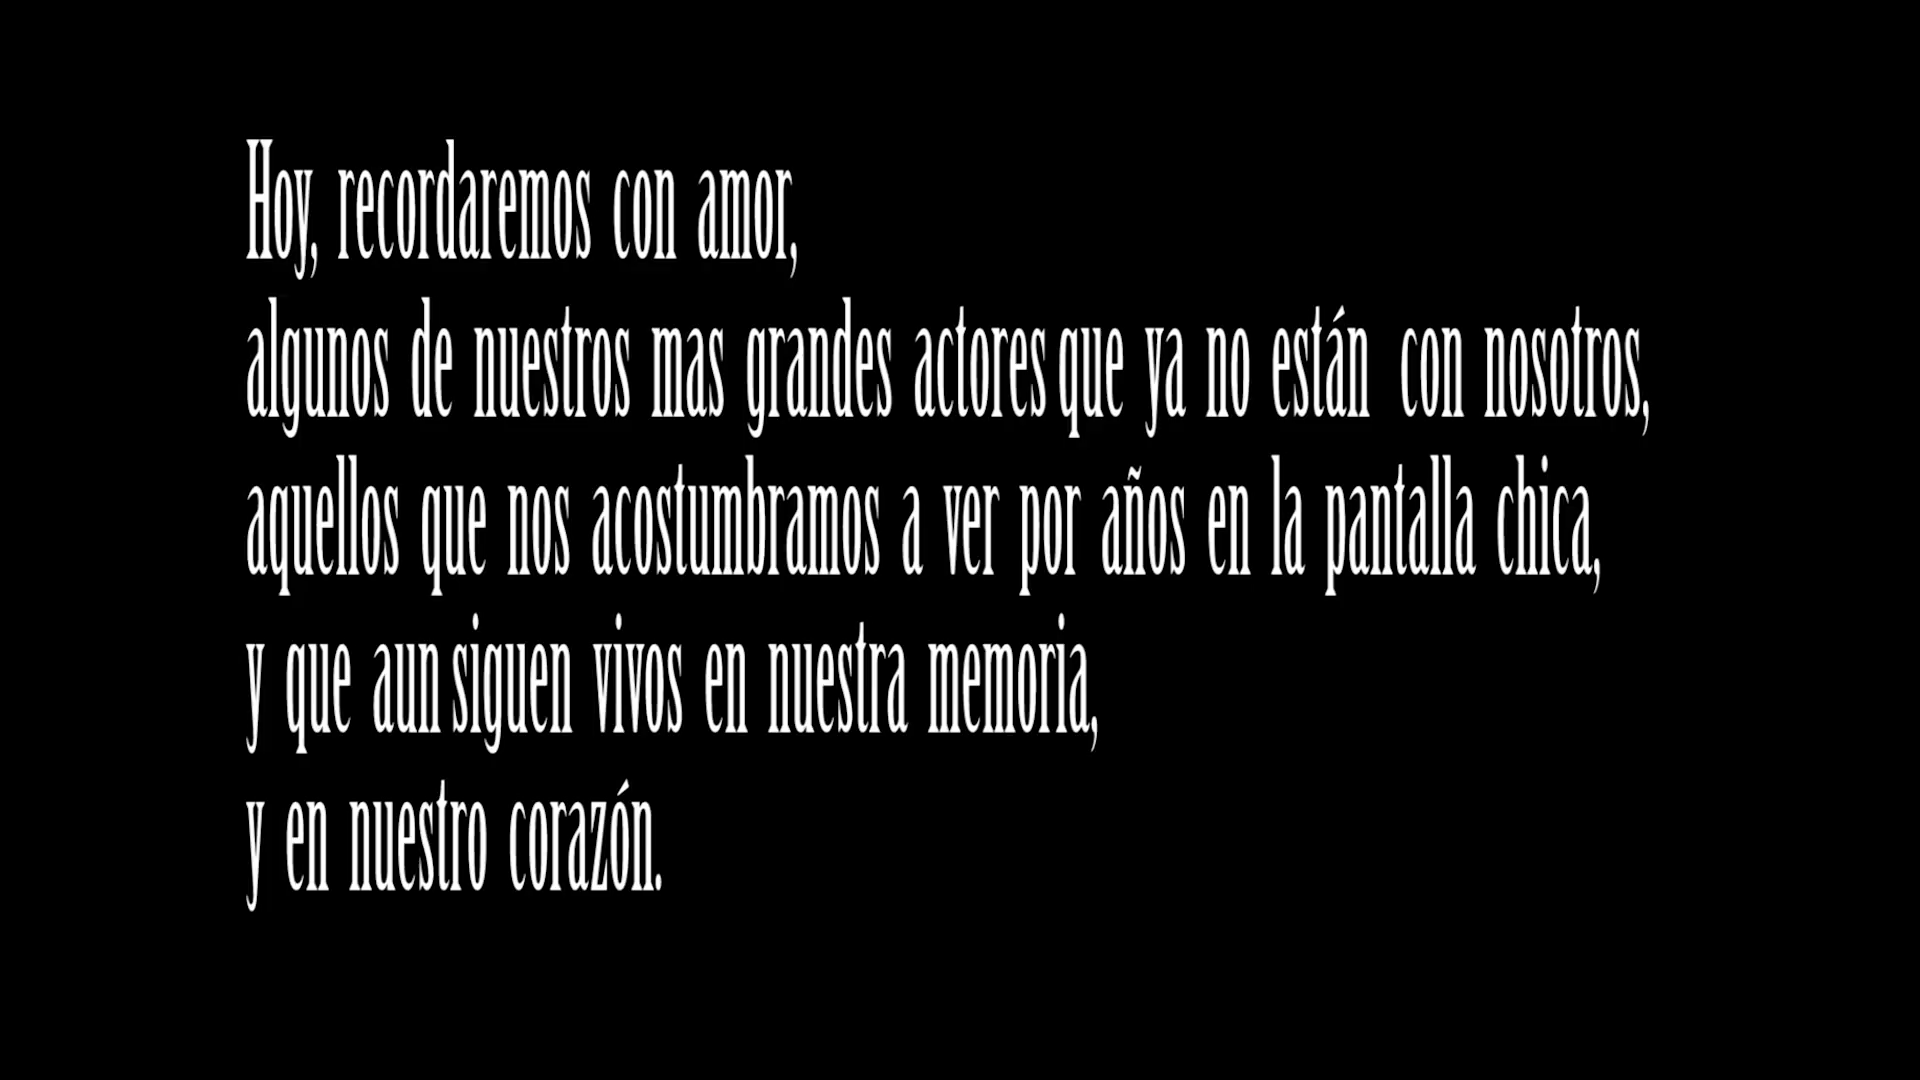 Hoy, recordaremos con amor,
algunos de nuestros mas grandes actores que ya no están con nosotros,
aquellos que nos acostumbramos a ver por años en la pantalla chica,
y que aun siguen vivos en nuestra memoria,
y en nuestro corazón.